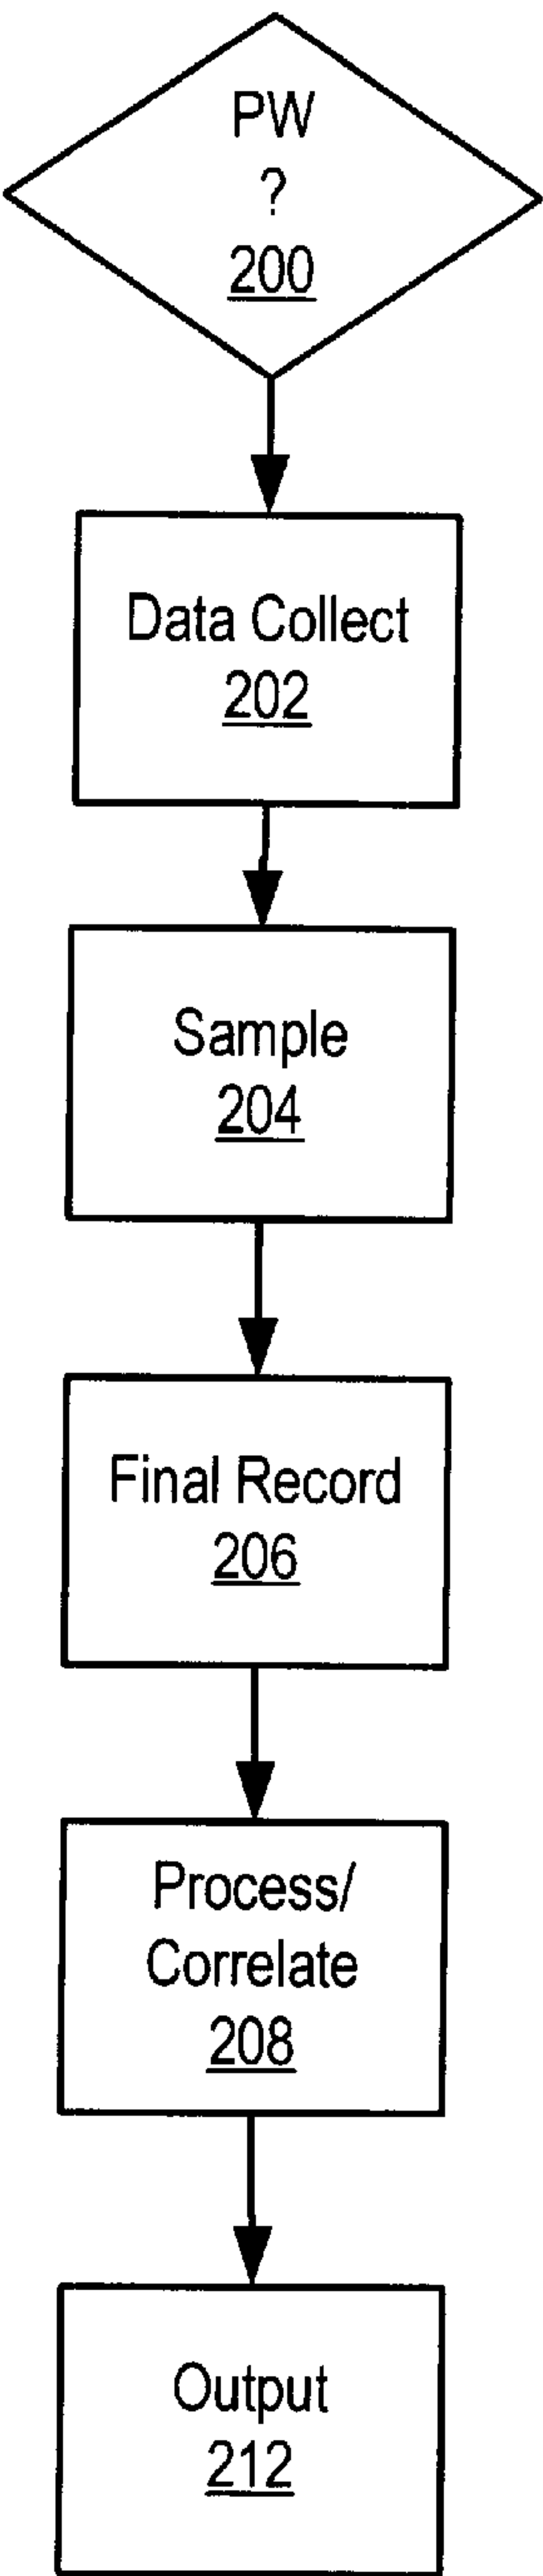 PW
?
200
Data Collect
202
Sample
204
Final Record
206
Process/
Correlate
208
Output
212